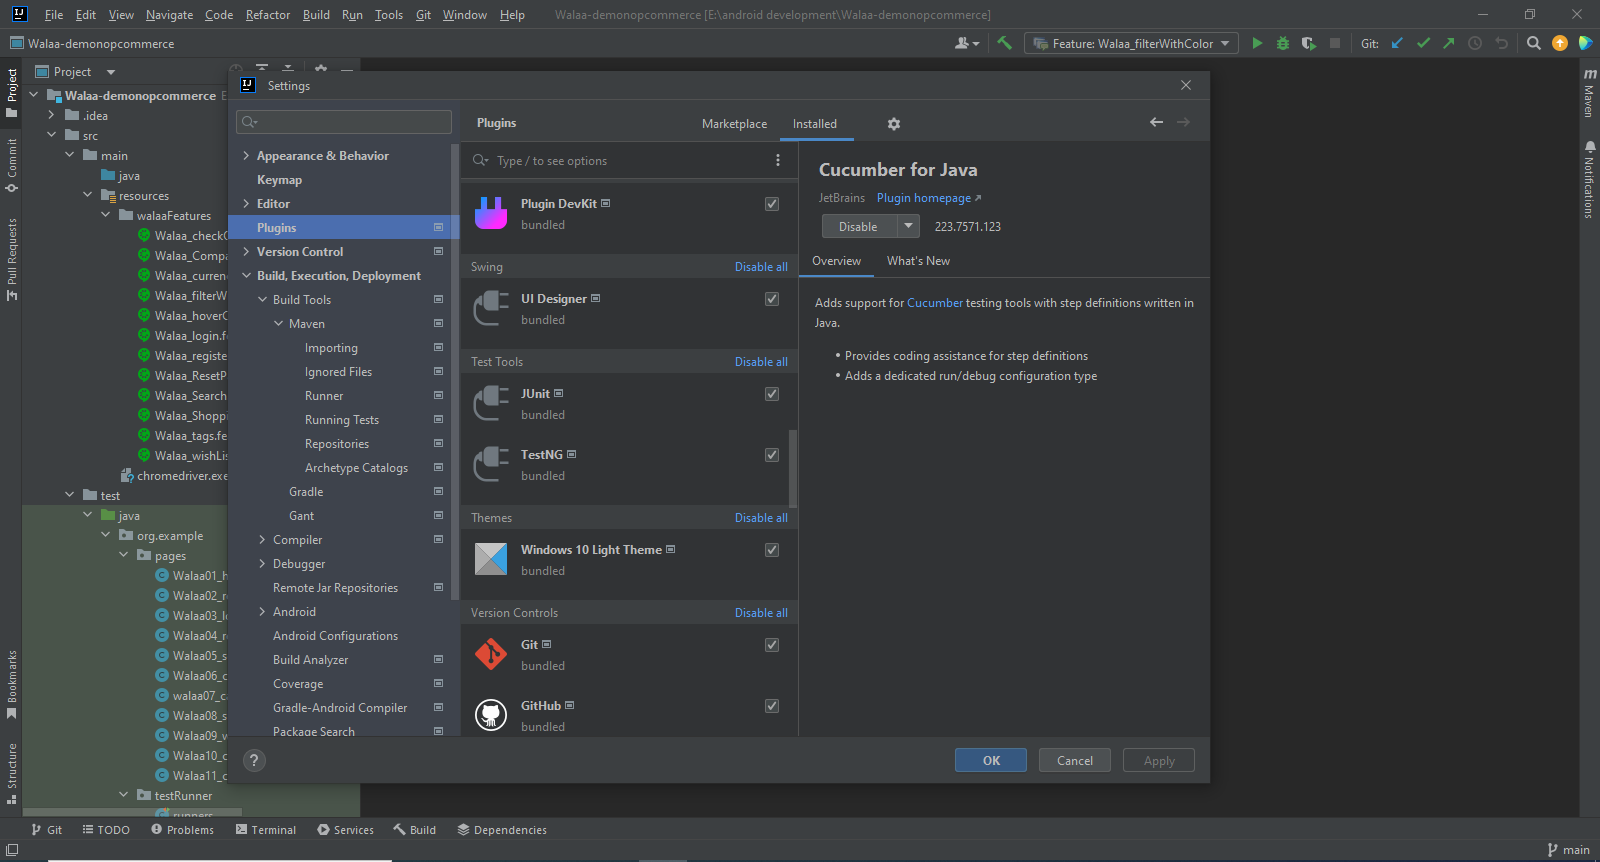 File Edit View Navigate Code Refactor Build Run Tools Git Window Help Walaa-demonopcommerce [E:\android development\Walaa-demonopcommerce]
Walaa-demonopcommerce
Feature: Walaa_filterWithColor
Git:
Project
Walaa-demonopcommerce
.idea
src
main
java
resources
walaaFeatures
Walaa_check
Walaa_Compa
Walaa_curren
Walaa_filterW
Walaa_hover
Walaa_login.f
Walaa_registe
Walaa_ResetP
Walaa_Search
Walaa_Shopp
Walaa_tags.fe
Walaa_wishLis
chromedriver.exe
test
java
org.example
pages
Walaa01_h
Walaa02_r
Walaa03_l
Walaa04_r
Walaa05_s
Walaa06_c
walaa07_c
Walaa08_s
Walaa09_w
Walaa10_c
Walaa11_c
testRunner
runners
Project
Commit
Pull Requests
Bookmarks
Structure
Settings
Appearance & Behavior
Keymap
Editor
Plugins
Version Control
Build, Execution, Deployment
Build Tools
Maven
Importing
Ignored Files
Runner
Running Tests
Repositories
Archetype Catalogs
Gradle
Gant
Compiler
Debugger
Remote Jar Repositories
Android
Android Configurations
Build Analyzer
Coverage
Gradle-Android Compiler
Package Search
Plugins Marketplace Installed
Type / to see options
Plugin DevKit
bundled
Swing Disable all
UI Designer
bundled
Test Tools Disable all
JUnit
bundled
TestNG
bundled
Themes Disable all
Windows 10 Light Theme
bundled
Version Controls Disable all
Git
bundled
GitHub
bundled
Cucumber for Java
JetBrains Plugin homepage
Disable 223.7571.123
Overview What's New
Adds support for Cucumber testing tools with step definitions written in
Java.
• Provides coding assistance for step definitions
• Adds a dedicated run/debug configuration type
? OK Cancel Apply
m Maven
Notifications
Git TODO Problems Terminal Services Build Dependencies
main